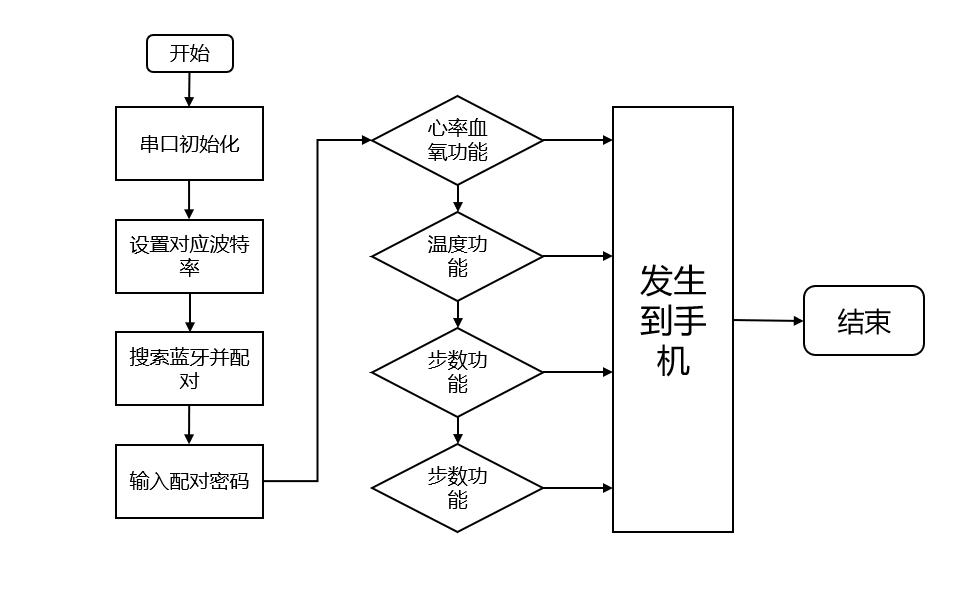 开始
串口初始化
设置对应波特
率
搜索蓝牙并配
对
输入配对密码
心率血
氧功能
温度功
能
步数功
能
步数功
能
发生
到手
机
结束